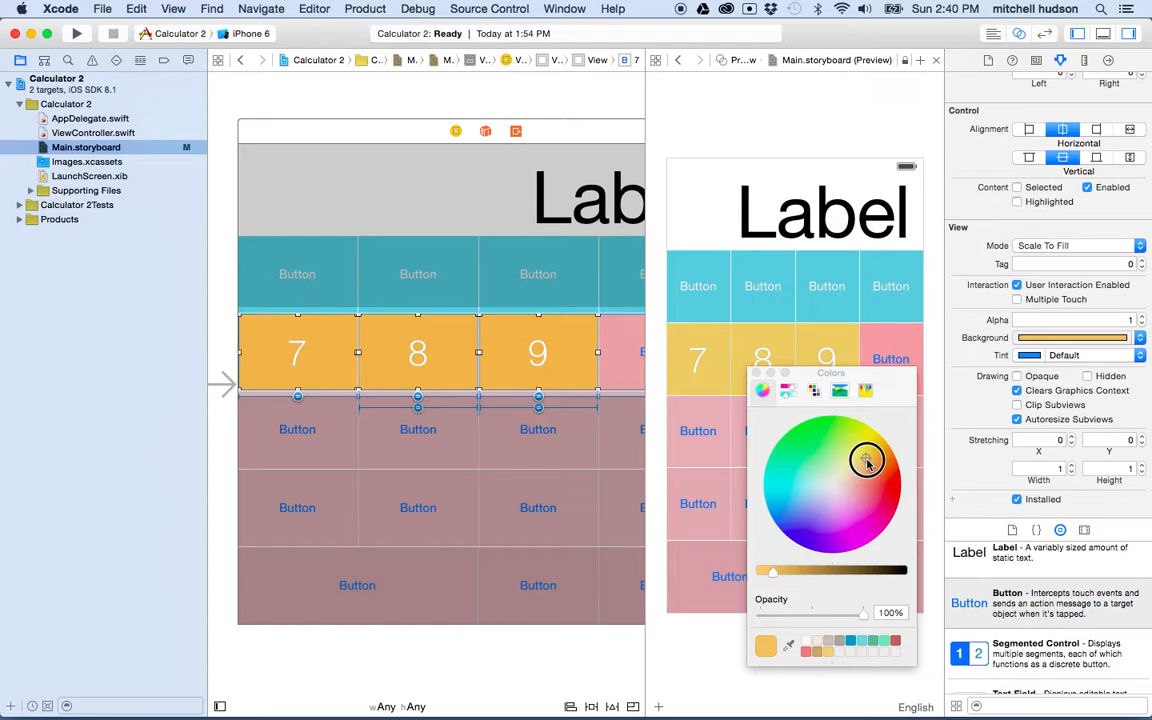 Xcode File Edit View Find Navigate Editor Product Debug Source Control Window Help Sun 2:40 PM mitchell hudson
Calculator 2 iPhone 6 Calculator 2: Ready Today at 1:54 PM
Calculator 2 C... M... M... V... V... V... View B 7
Pr...w Main.storyboard (Preview)
Calculator 2
2 targets, iOS SDK 8.1
Calculator 2
AppDelegate.swift
ViewController.swift
Main.storyboard M
Images.xcassets
LaunchScreen.xib
Supporting Files
Calculator 2Tests
Products
Lab
Button Button Button
7 8 9
Button Button Button
Button Button Button
Button Button
wAny hAny
Label
Button Button Button Button
7 8 9 Button
Button
Button
Button
English
Colors
Opacity
100%
Left Right
Control
Alignment
Horizontal
Vertical
Content Selected Enabled
Highlighted
View
Mode Scale To Fill
Tag 0
Interaction User Interaction Enabled
Multiple Touch
Alpha 1
Background
Tint Default
Drawing Opaque Hidden
Clears Graphics Context
Clip Subviews
Autoresize Subviews
Stretching 0 0
X Y
1 1
Width Height
Installed
Label Label - A variably sized amount of
static text.
Button Button - Intercepts touch events and
sends an action message to a target
object when it's tapped.
1 2 Segmented Control - Displays
multiple segments, each of which
functions as a discrete button.
Text Field - Displays editable text